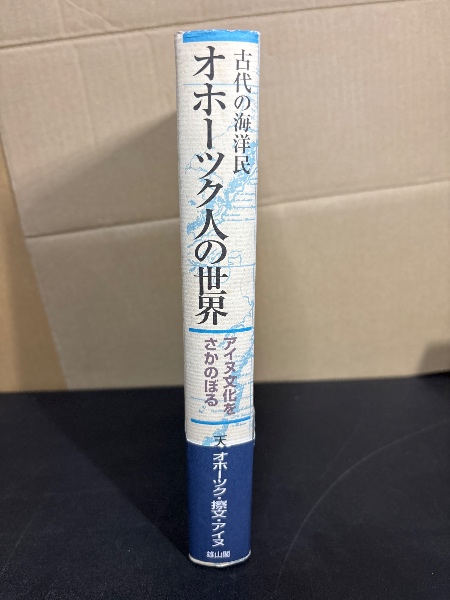 古代の海洋民
オホーツク人の世界
アイヌ文化を
さかのぼる
天
オホーツク・擦文・アイヌ
雄山閣